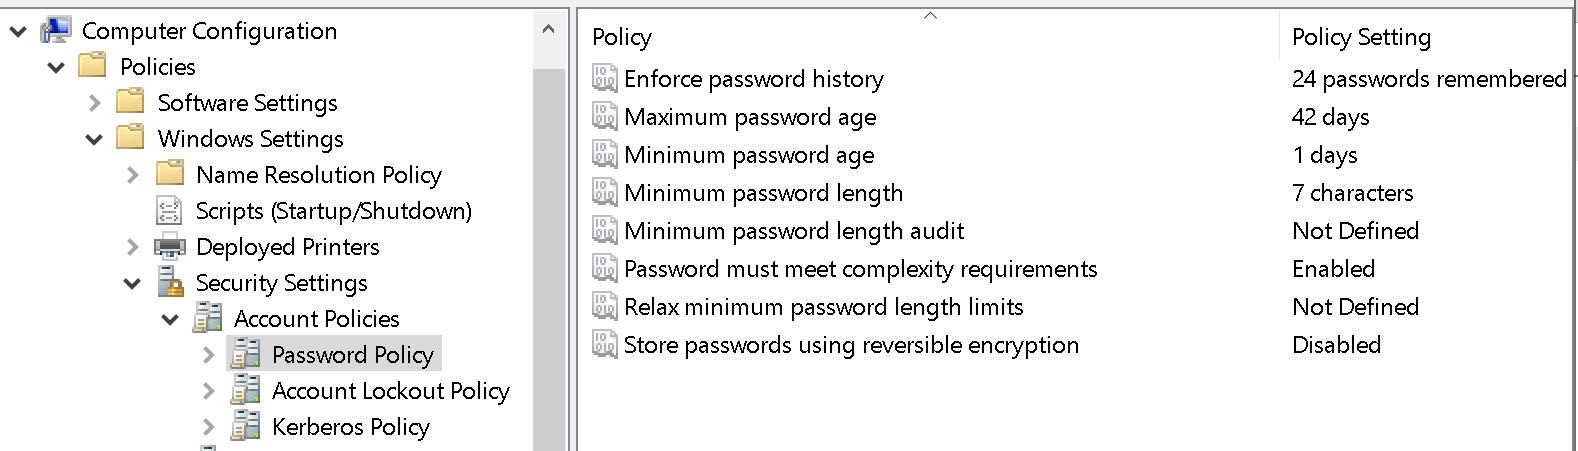 Computer Configuration
Policies
Software Settings
Windows Settings
Name Resolution Policy
Scripts (Startup/Shutdown)
Deployed Printers
Security Settings
Account Policies
Password Policy
Account Lockout Policy
Kerberos Policy
Policy Policy Setting
Enforce password history 24 passwords remembered
Maximum password age 42 days
Minimum password age 1 days
Minimum password length 7 characters
Minimum password length audit Not Defined
Password must meet complexity requirements Enabled
Relax minimum password length limits Not Defined
Store passwords using reversible encryption Disabled